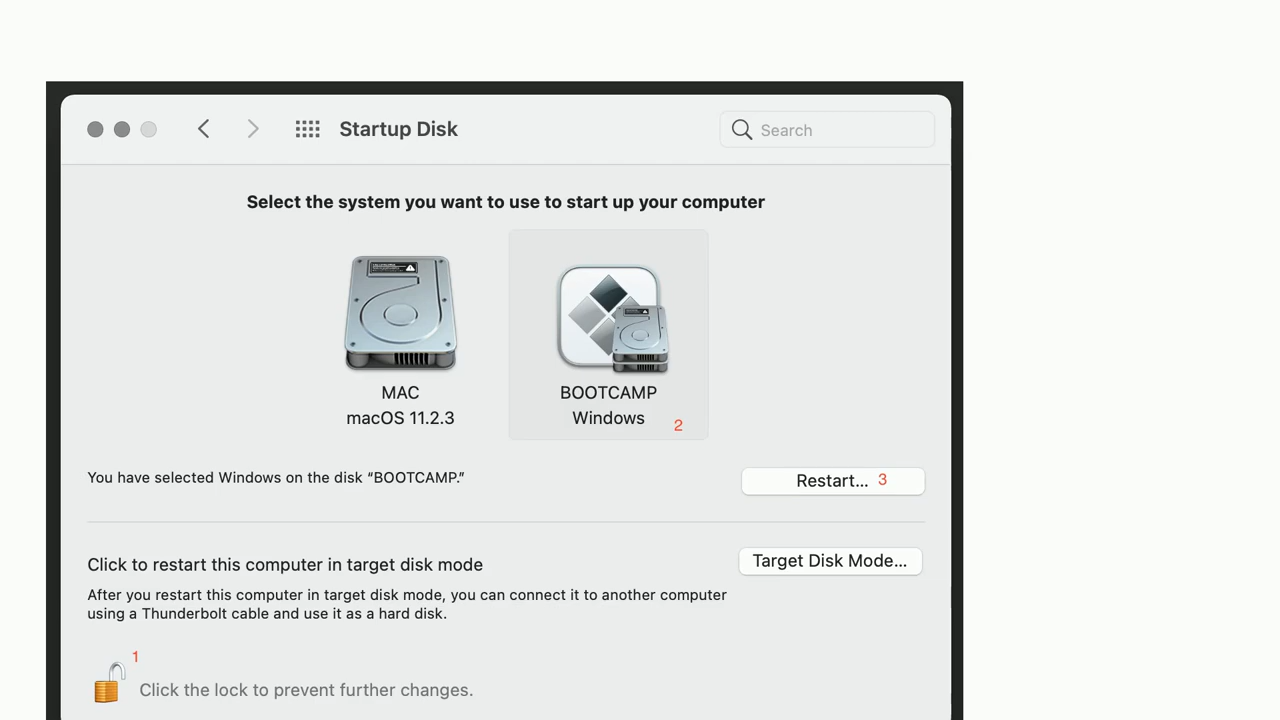 Startup Disk
Search
Select the system you want to use to start up your computer
MAC
macOS 11.2.3
BOOTCAMP
Windows
2
You have selected Windows on the disk “BOOTCAMP.”
Restart... 3
Click to restart this computer in target disk mode
Target Disk Mode...
After you restart this computer in target disk mode, you can connect it to another computer
using a Thunderbolt cable and use it as a hard disk.
1
Click the lock to prevent further changes.